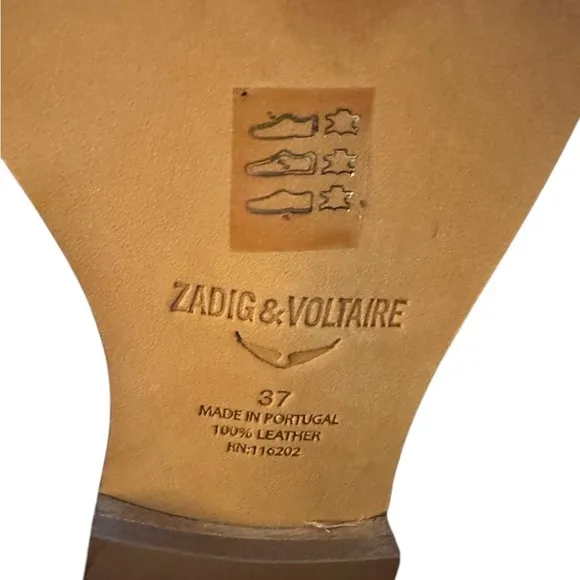 ZADIG & VOLTAIRE
37
MADE IN PORTUGAL
100% LEATHER
RN:116202